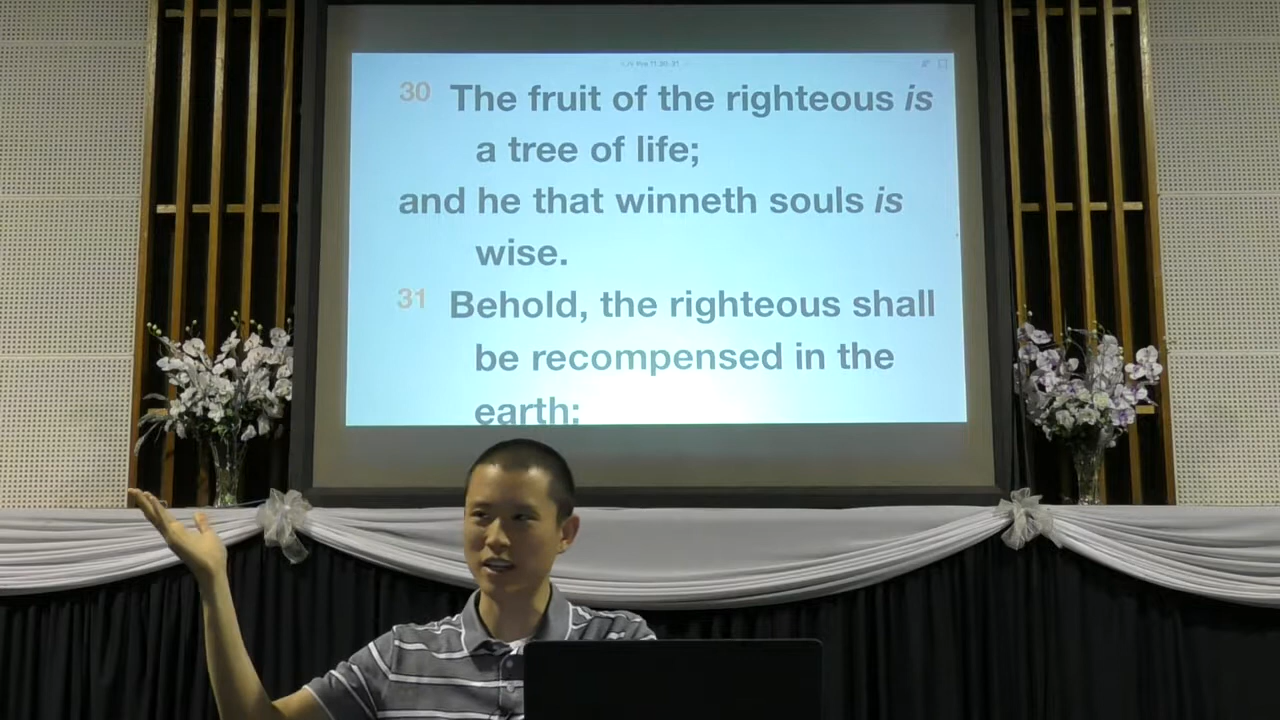 30 The fruit of the righteous is
a tree of life;
and he that winneth souls is
wise.
31 Behold, the righteous shall
be recompensed in the
earth: